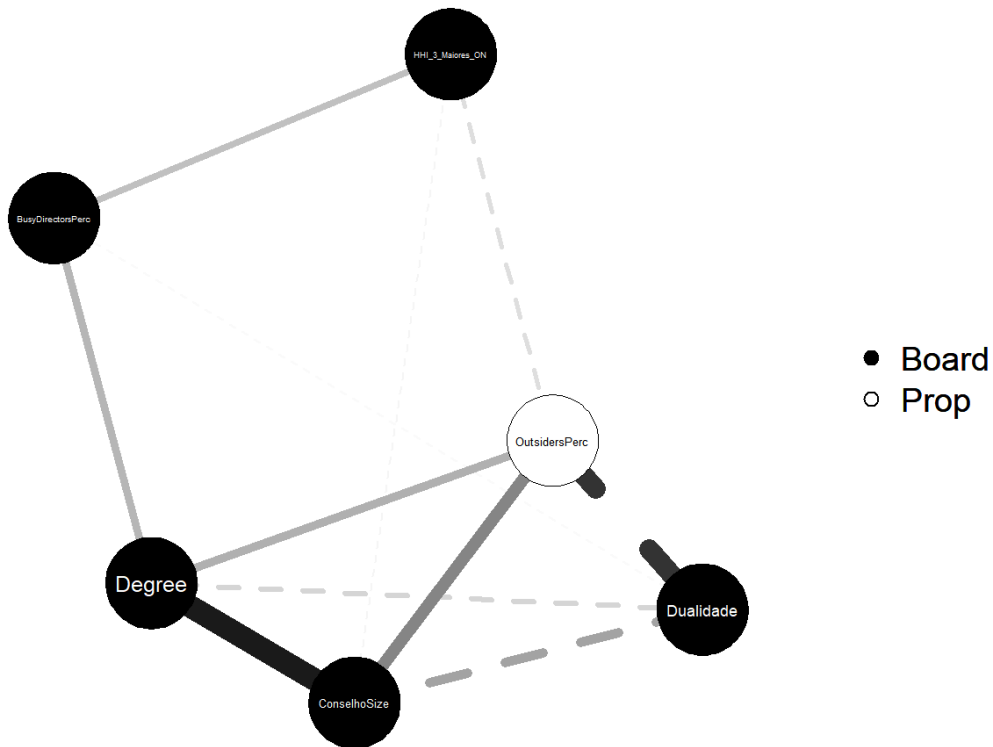 HHI_3_Maiores_ON
BusyDirectorsPerc
Board
Prop
OutsidersPerc
Degree
Dualidade
ConselhoSize